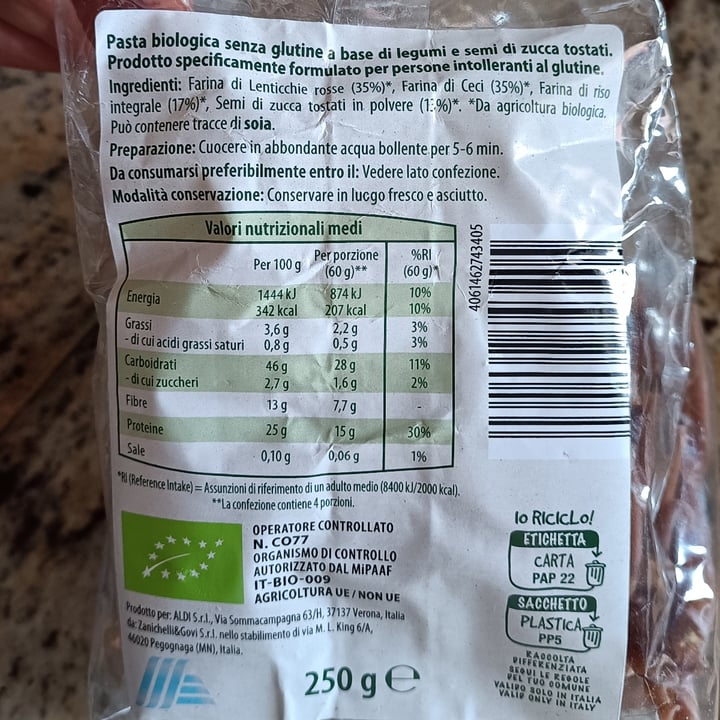 Pasta biologica senza glutine a base di legumi e semi di zucca tostati.
Prodotto specificamente formulato per persone intolleranti al glutine.
Ingredienti: Farina di Lenticchie rosse (35%)*, Farina di Ceci (35%)*, Farina di riso
integrale (17%)*, Semi di zucca tostati in polvere (13%)*. *Da agricoltura biologica.
Può contenere tracce di soia.
Preparazione: Cuocere in abbondante acqua bollente per 5-6 min.
Da consumarsi preferibilmente entro il: Vedere lato confezione.
Modalità conservazione: Conservare in luogo fresco e asciutto.
Valori nutrizionali medi
Per 100 g Per porzione (60 g)** %RI (60 g)*
Energia 1444 kJ 874 kJ 10%
342 kcal 207 kcal 10%
Grassi 3,6 g 2,2 g 3%
- di cui acidi grassi saturi 0,8 g 0,5 g 3%
Carboidrati 46 g 28 g 11%
- di cui zuccheri 2,7 g 1,6 g 2%
Fibre 13 g 7,7 g -
Proteine 25 g 15 g 30%
Sale 0,10 g 0,06 g 1%
*RI (Reference Intake) = Assunzioni di riferimento di un adulto medio (8400 kJ/2000 kcal).
**La confezione contiene 4 porzioni.
4061462743405
OPERATORE CONTROLLATO
N. CO77
ORGANISMO DI CONTROLLO
AUTORIZZATO DAL MiPAAF
IT-BIO-009
AGRICOLTURA UE / NON UE
Prodotto per: ALDI S.r.l., Via Sommacampagna 63/H, 37137 Verona, Italia
da: Zanichelli&Govi S.r.l. nello stabilimento di via M. L. King 6/A,
46020 Pegognaga (MN), Italia.
250 g e
Io RICICLO!
ETICHETTA
CARTA
PAP 22
SACCHETTO
PLASTICA
PP5
RACCOLTA
DIFFERENZIATA
SEGUI LE REGOLE
DEL TUO COMUNE
VALIDO SOLO IN ITALIA
VALID ONLY IN ITALY